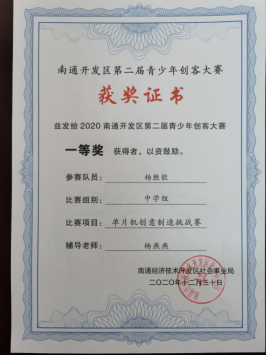 南通开发区第二届青少年创客大赛
获奖证书
兹发给2020南通开发区第二届青少年创客大赛
一等奖 获得者，以资鼓励。
参赛队员：杨胜钦
比赛组别：中学组
比赛项目：单片机创意制造挑战赛
辅导老师：杨燕燕
南通经济技术开发区社会事业局
二〇二〇年十二月三十日